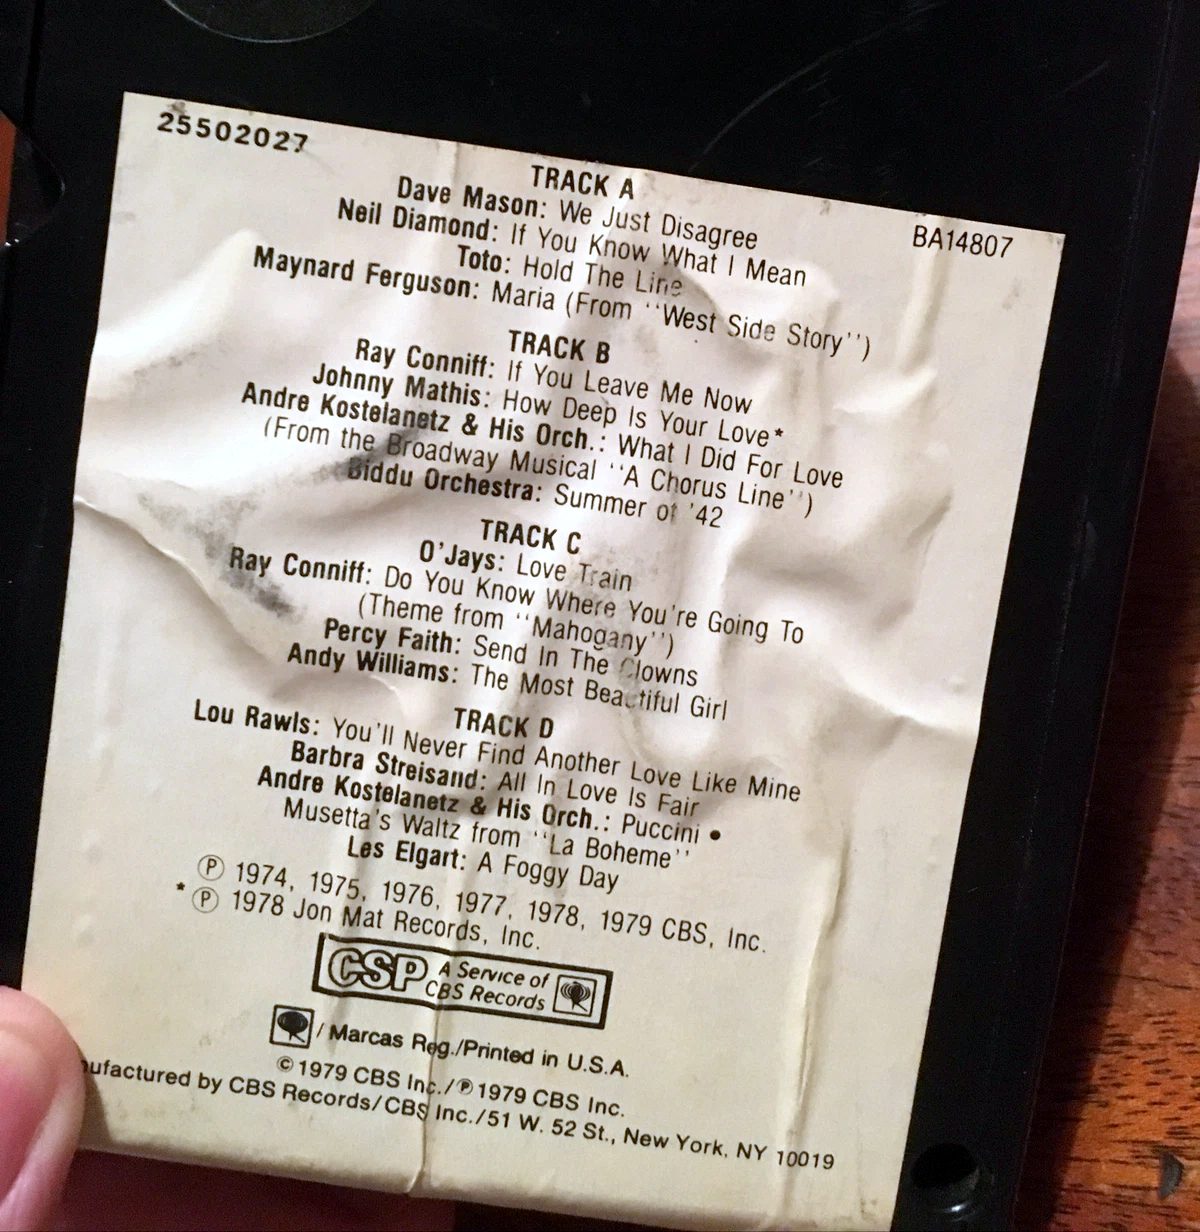 25502027
BA14807
TRACK A
Dave Mason: We Just Disagree
Neil Diamond: If You Know What I Mean
Toto: Hold The Line
Maynard Ferguson: Maria (From ''West Side Story'')
TRACK B
Ray Conniff: If You Leave Me Now
Johnny Mathis: How Deep Is Your Love*
Andre Kostelanetz & His Orch.: What I Did For Love
(From the Broadway Musical ''A Chorus Line'')
Biddu Orchestra: Summer of '42
TRACK C
O'Jays: Love Train
Ray Conniff: Do You Know Where You're Going To
(Theme from ''Mahogany'')
Percy Faith: Send In The Clowns
Andy Williams: The Most Beautiful Girl
TRACK D
Lou Rawls: You'll Never Find Another Love Like Mine
Barbra Streisand: All In Love Is Fair
Andre Kostelanetz & His Orch.: Puccini •
Musetta's Waltz from ''La Boheme''
Les Elgart: A Foggy Day
℗ 1974, 1975, 1976, 1977, 1978, 1979 CBS, Inc.
* ℗ 1978 Jon Mat Records, Inc.
CSP A Service of
CBS Records
/ Marcas Reg./Printed in U.S.A.
© 1979 CBS Inc./℗ 1979 CBS Inc.
ufactured by CBS Records/CBS Inc./51 W. 52 St., New York, NY 10019